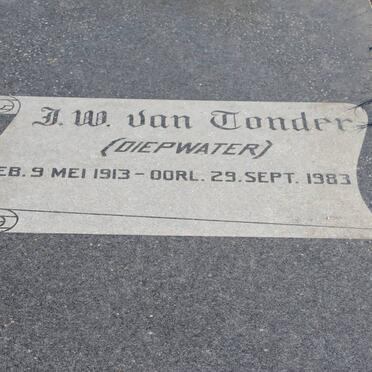 J. W. van Tonder
(DIEPWATER)
EB. 9 MEI 1913 - OORL. 29. SEPT. 1983